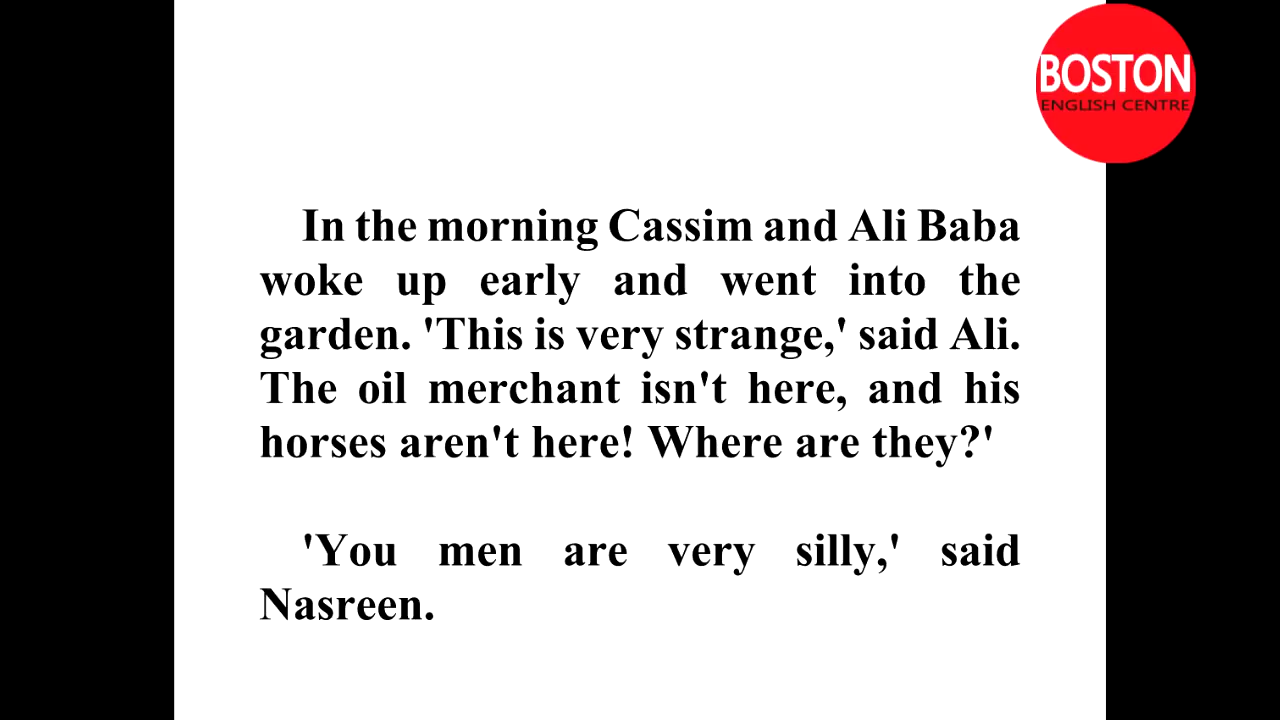 BOSTON
ENGLISH CENTRE
In the morning Cassim and Ali Baba
woke up early and went into the
garden. 'This is very strange,' said Ali.
The oil merchant isn't here, and his
horses aren't here! Where are they?'
'You men are very silly,' said
Nasreen.